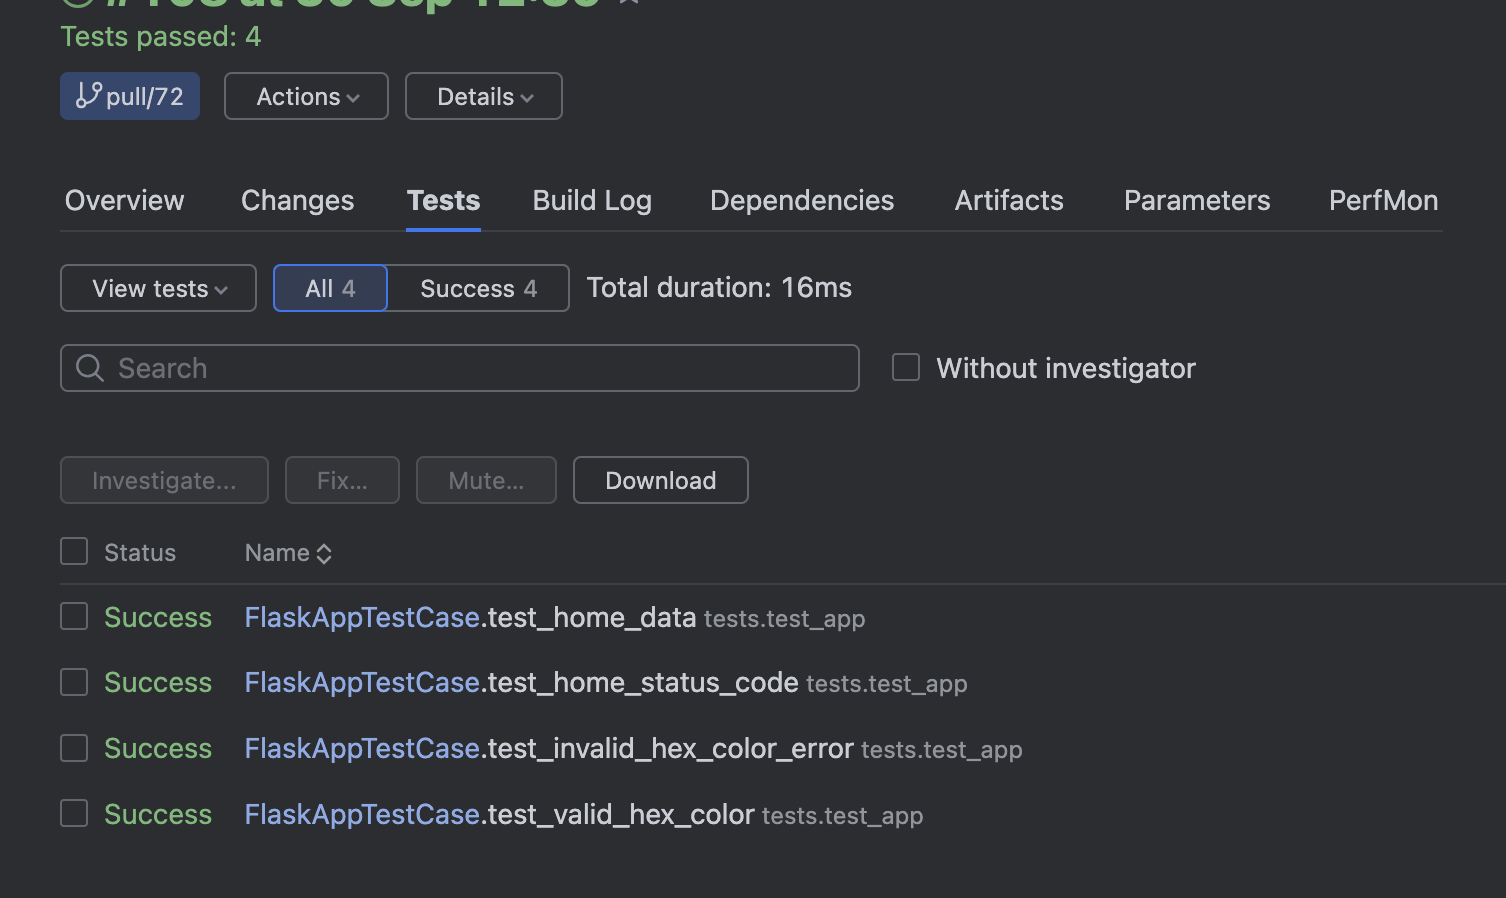 Tests passed: 4
pull/72 Actions Details
Overview Changes Tests Build Log Dependencies Artifacts Parameters PerfMon
View tests All 4 Success 4 Total duration: 16ms
Search Without investigator
Investigate... Fix... Mute... Download
Status Name
Success FlaskAppTestCase.test_home_data tests.test_app
Success FlaskAppTestCase.test_home_status_code tests.test_app
Success FlaskAppTestCase.test_invalid_hex_color_error tests.test_app
Success FlaskAppTestCase.test_valid_hex_color tests.test_app